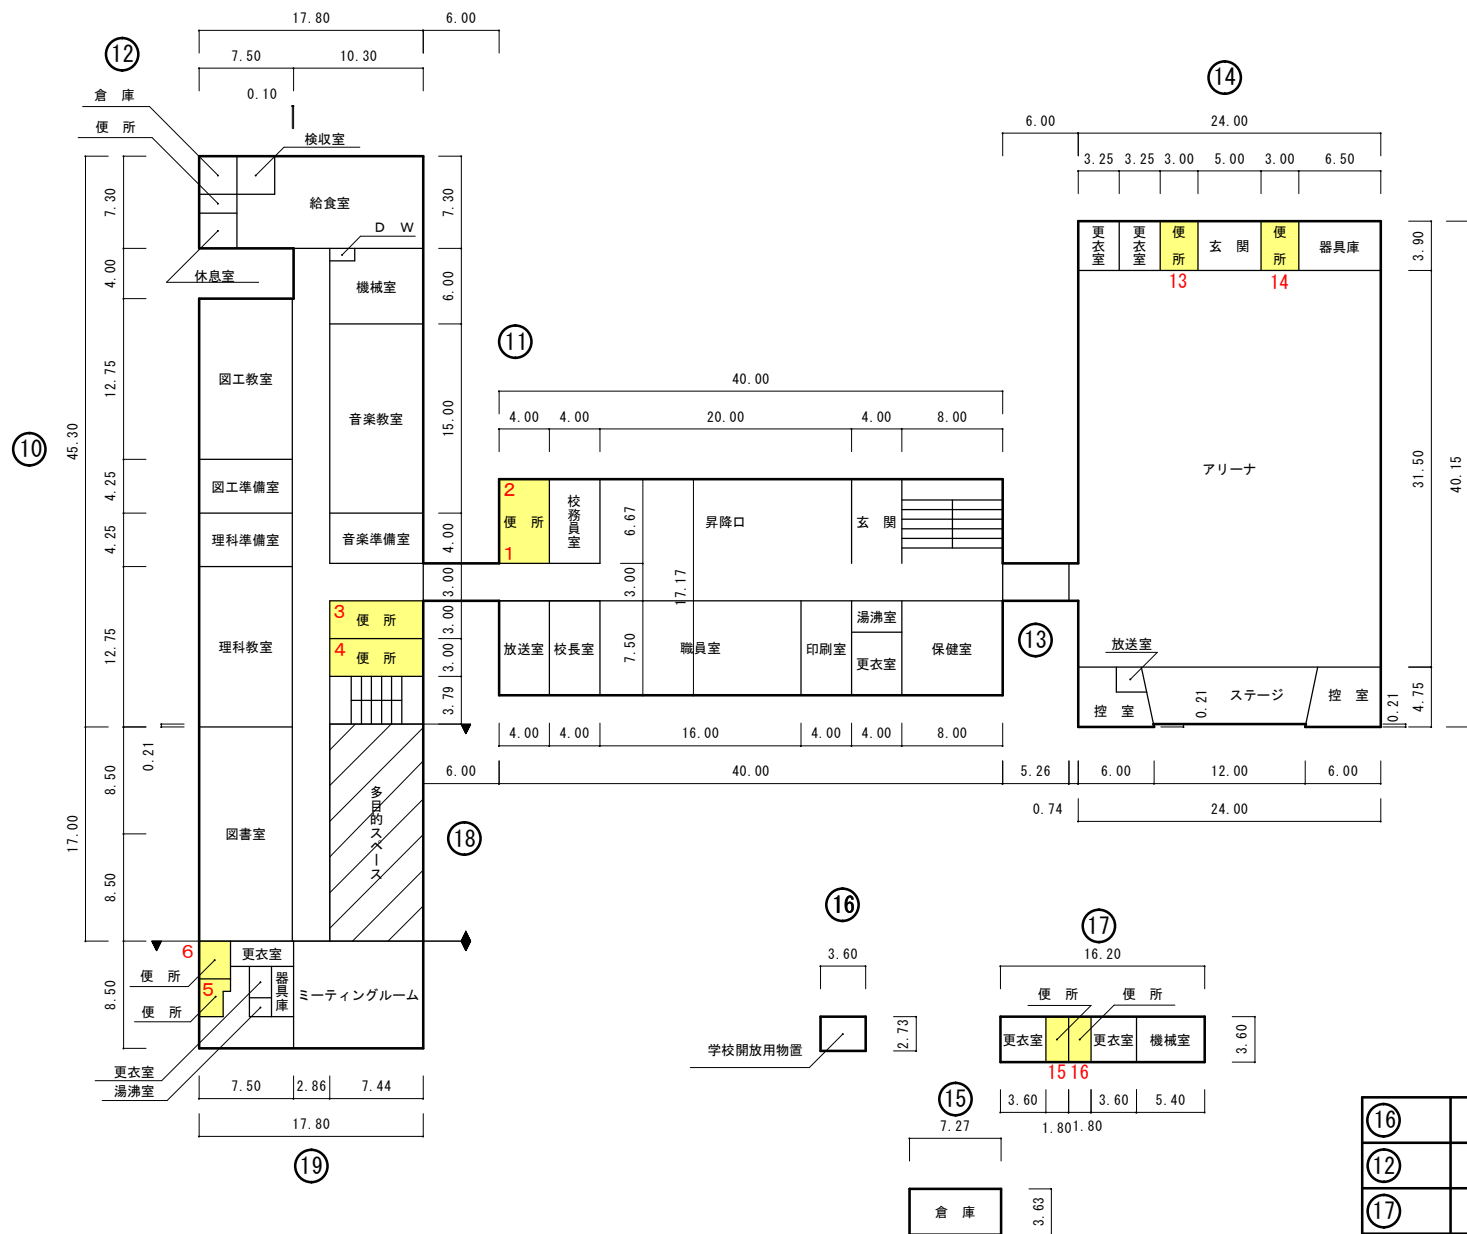 17.80
6.00
⑫
7.50
10.30
⑭
倉 庫
0.10
便 所
検収室
6.00
24.00
3.25
3.25
3.00
5.00
3.00
6.50
7.30
給食室
7.30
D W
更衣室
更衣室
便所
玄 関
便所
器具庫
3.90
13
14
休息室
4.00
機械室
6.00
⑪
40.00
12.75
図工教室
音楽教室
15.00
4.00
4.00
20.00
4.00
8.00
⑩
45.30
アリーナ
31.50
40.15
4.25
図工準備室
2
便 所
1
校務員室
6.67
昇降口
玄 関
4.25
理科準備室
音楽準備室
4.00
3.00
3.00
17.17
3
便 所
3.00
4
便 所
3.00
12.75
理科教室
放送室
校長室
7.50
職員室
印刷室
湯沸室
更衣室
保健室
⑬
放送室
3.79
控 室
0.21
ステージ
控 室
0.21
4.75
0.21
4.00
4.00
16.00
4.00
4.00
8.00
6.00
40.00
5.26
6.00
12.00
6.00
0.74
24.00
8.50
17.00
図書室
多目的スペース
⑱
8.50
⑯
⑰
3.60
16.20
6
更衣室
便 所
5
器具庫
ミーティングルーム
8.50
便 所
便 所
便 所
学校開放用物置
2.73
更衣室
更衣室
機械室
3.60
15
16
更衣室
湯沸室
7.50
2.86
7.44
⑮
3.60
1.80
1.80
3.60
5.40
17.80
7.27
⑲
倉 庫
3.63
⑯
⑫
⑰